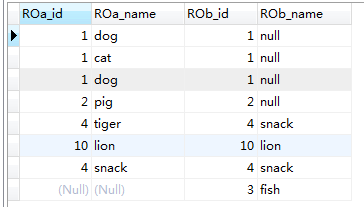 ROa_id ROa_name ROb_id ROb_name
1 dog 1 null
1 cat 1 null
1 dog 1 null
2 pig 2 null
4 tiger 4 snack
10 lion 10 lion
4 snack 4 snack
(Null) (Null) 3 fish